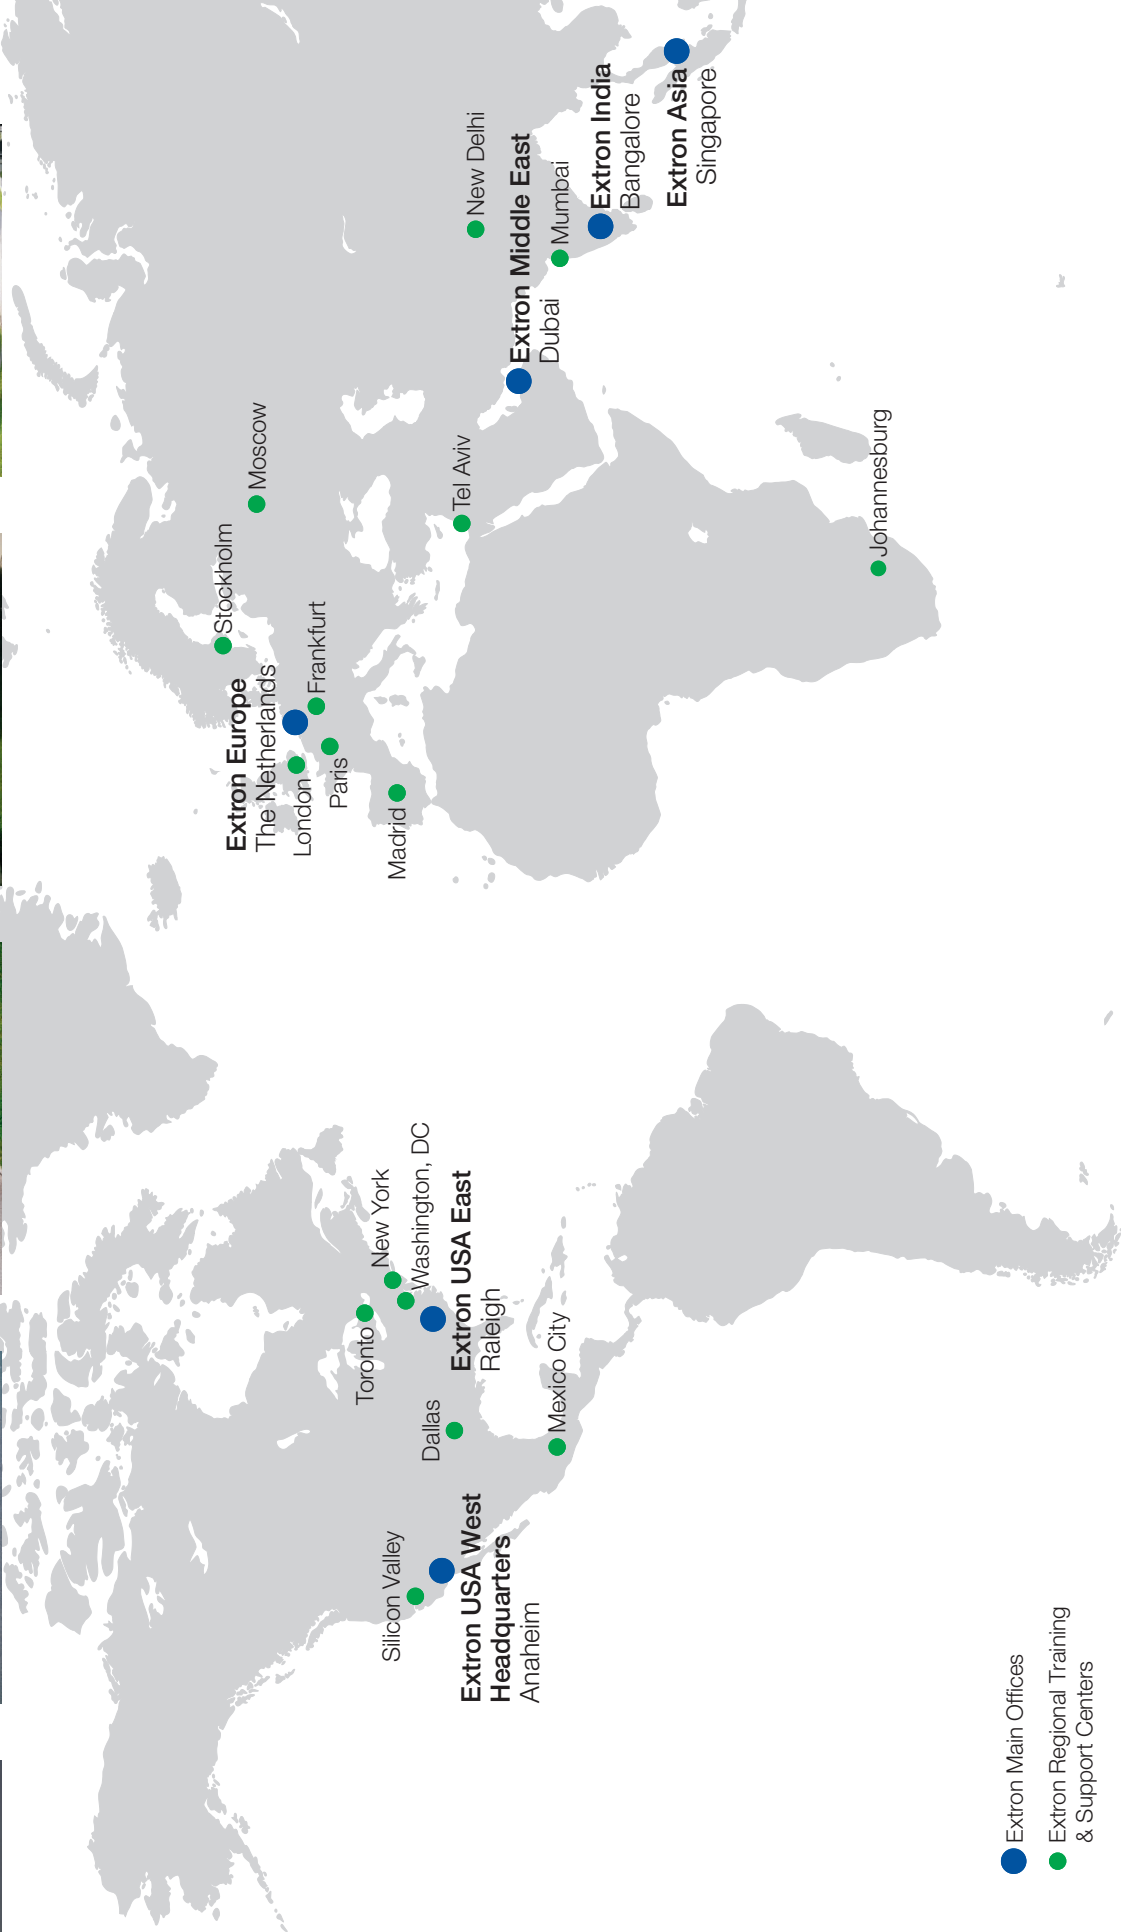 Silicon Valley
Extron USA West
Headquarters
Anaheim
Dallas
Mexico City
Toronto
New York
Washington, DC
Extron USA East
Raleigh
Extron Europe
The Netherlands
London
Paris
Madrid
Frankfurt
Stockholm
Moscow
Tel Aviv
Johannesburg
Extron Middle East
Dubai
New Delhi
Mumbai
Extron India
Bangalore
Extron Asia
Singapore
Extron Main Offices
Extron Regional Training
& Support Centers